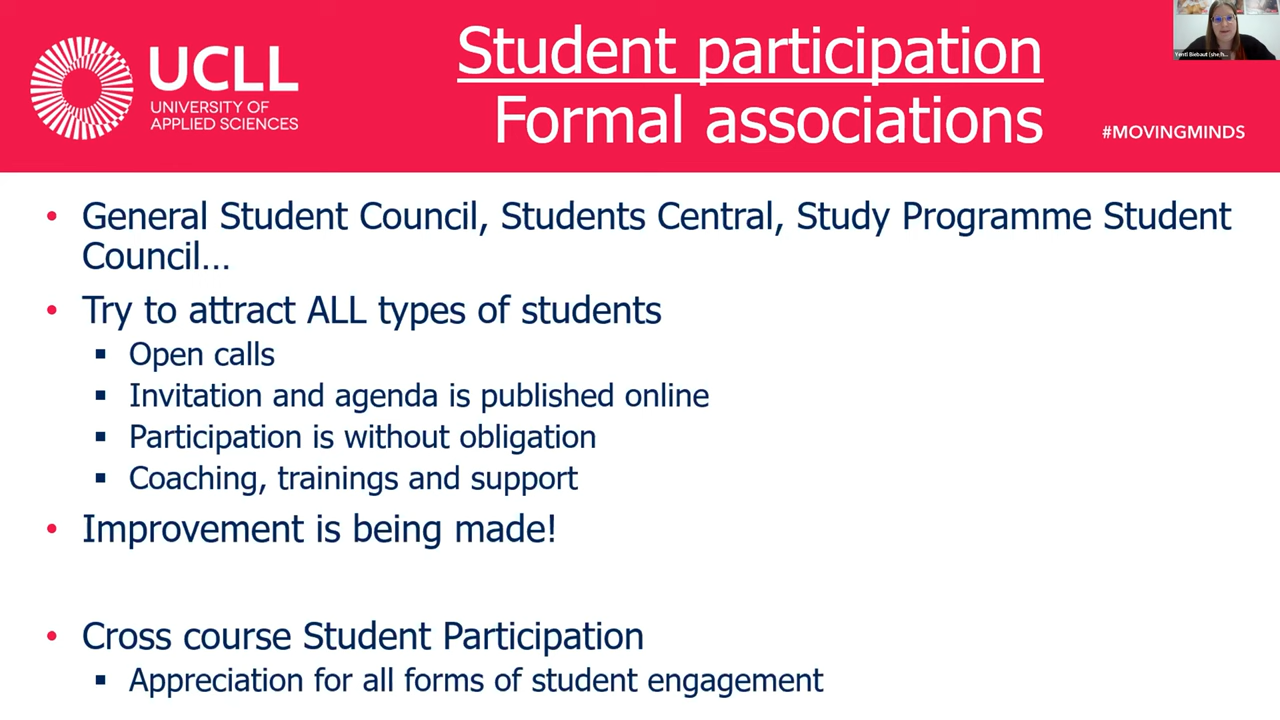 UCLL
UNIVERSITY OF
APPLIED SCIENCES
Student participation
Formal associations
#MOVINGMINDS
Yentl Biebaut (she/h...
• General Student Council, Students Central, Study Programme Student
Council...
• Try to attract ALL types of students
▪ Open calls
▪ Invitation and agenda is published online
▪ Participation is without obligation
▪ Coaching, trainings and support
• Improvement is being made!
• Cross course Student Participation
▪ Appreciation for all forms of student engagement